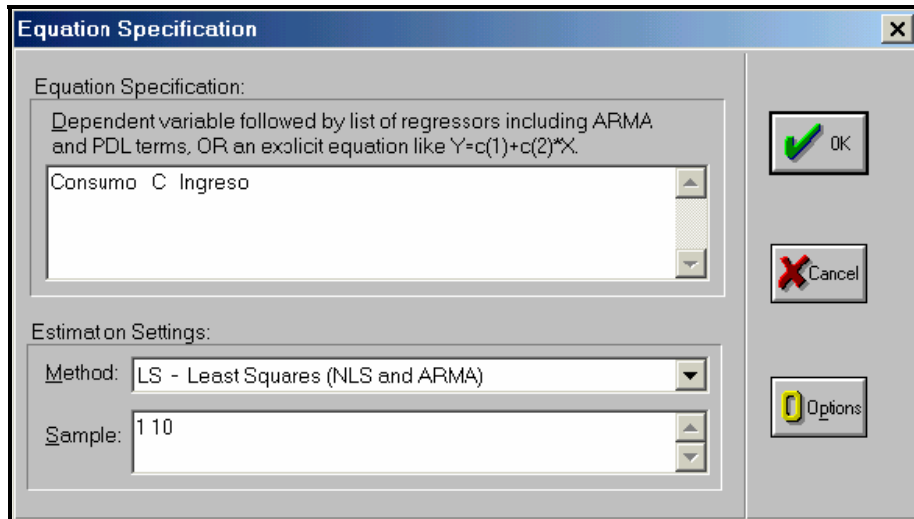 Equation Specification
Equation Specification:
Dependent variable followed by list of regressors including ARMA
and PDL terms, OR an explicit equation like Y=c(1)+c(2)*X.
Consumo C Ingreso
OK
Cancel
Estimation Settings:
Method: LS - Least Squares (NLS and ARMA)
Sample: 1 10
Options